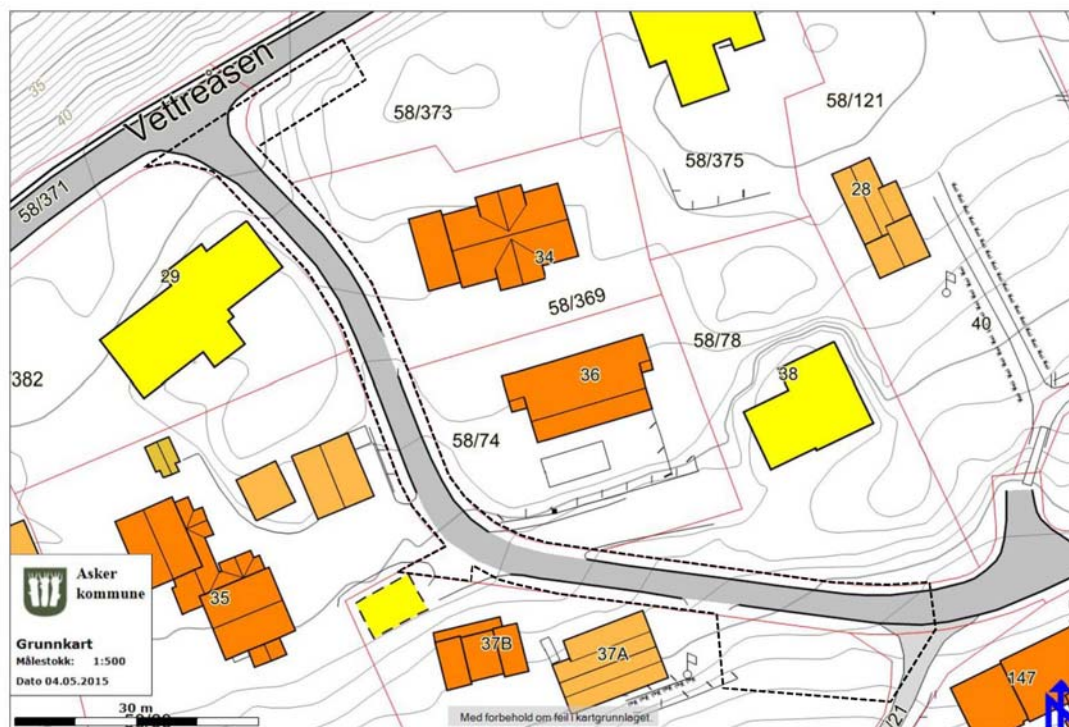 35
40
Vettreåsen
58/371
58/373
58/121
58/375
28
29
34
58/369
40
58/78
382
36
38
58/74
Asker
kommune
35
Grunnkart
Målestokk: 1:500
Dato 04.05.2015
37B
37A
147
30 m
Med forbehold om feil i kartgrunnlaget.